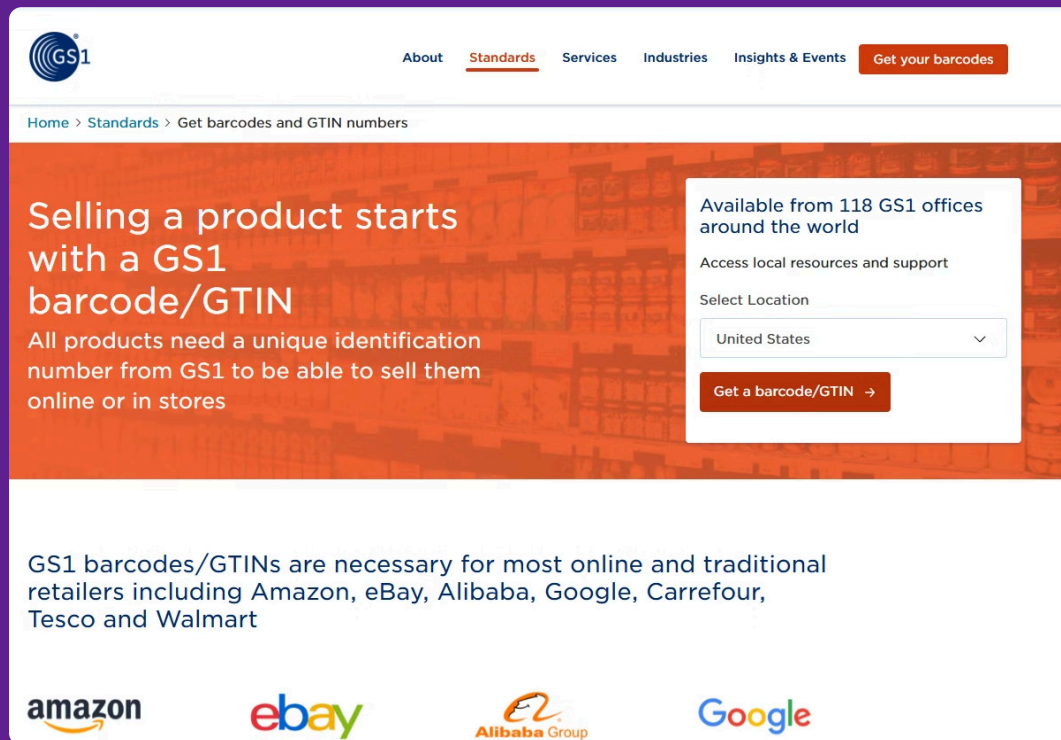 GS1
About Standards Services Industries Insights & Events Get your barcodes
Home > Standards > Get barcodes and GTIN numbers
Selling a product starts
with a GS1
barcode/GTIN
All products need a unique identification
number from GS1 to be able to sell them
online or in stores
Available from 118 GS1 offices
around the world
Access local resources and support
Select Location
United States
Get a barcode/GTIN →
GS1 barcodes/GTINs are necessary for most online and traditional
retailers including Amazon, eBay, Alibaba, Google, Carrefour,
Tesco and Walmart
amazon ebay Alibaba Group Google